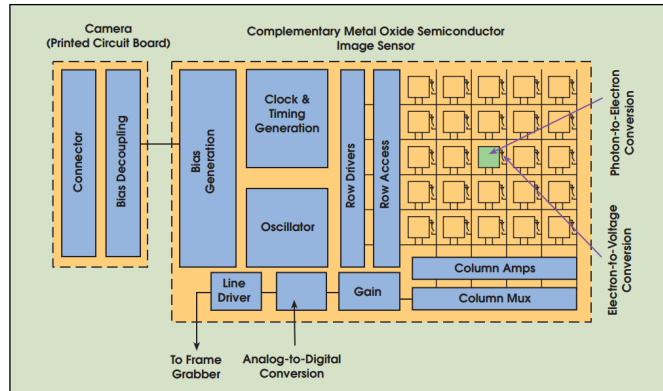 Camera
(Printed Circuit Board)
Complementary Metal Oxide Semiconductor
Image Sensor
Connector
Bias Decoupling
Bias
Generation
Clock &
Timing
Generation
Oscillator
Row Drivers
Row Access
Photon-to-Electron
Conversion
Electron-to-Voltage
Conversion
Column Amps
Column Mux
Line
Driver
Gain
To Frame
Grabber
Analog-to-Digital
Conversion